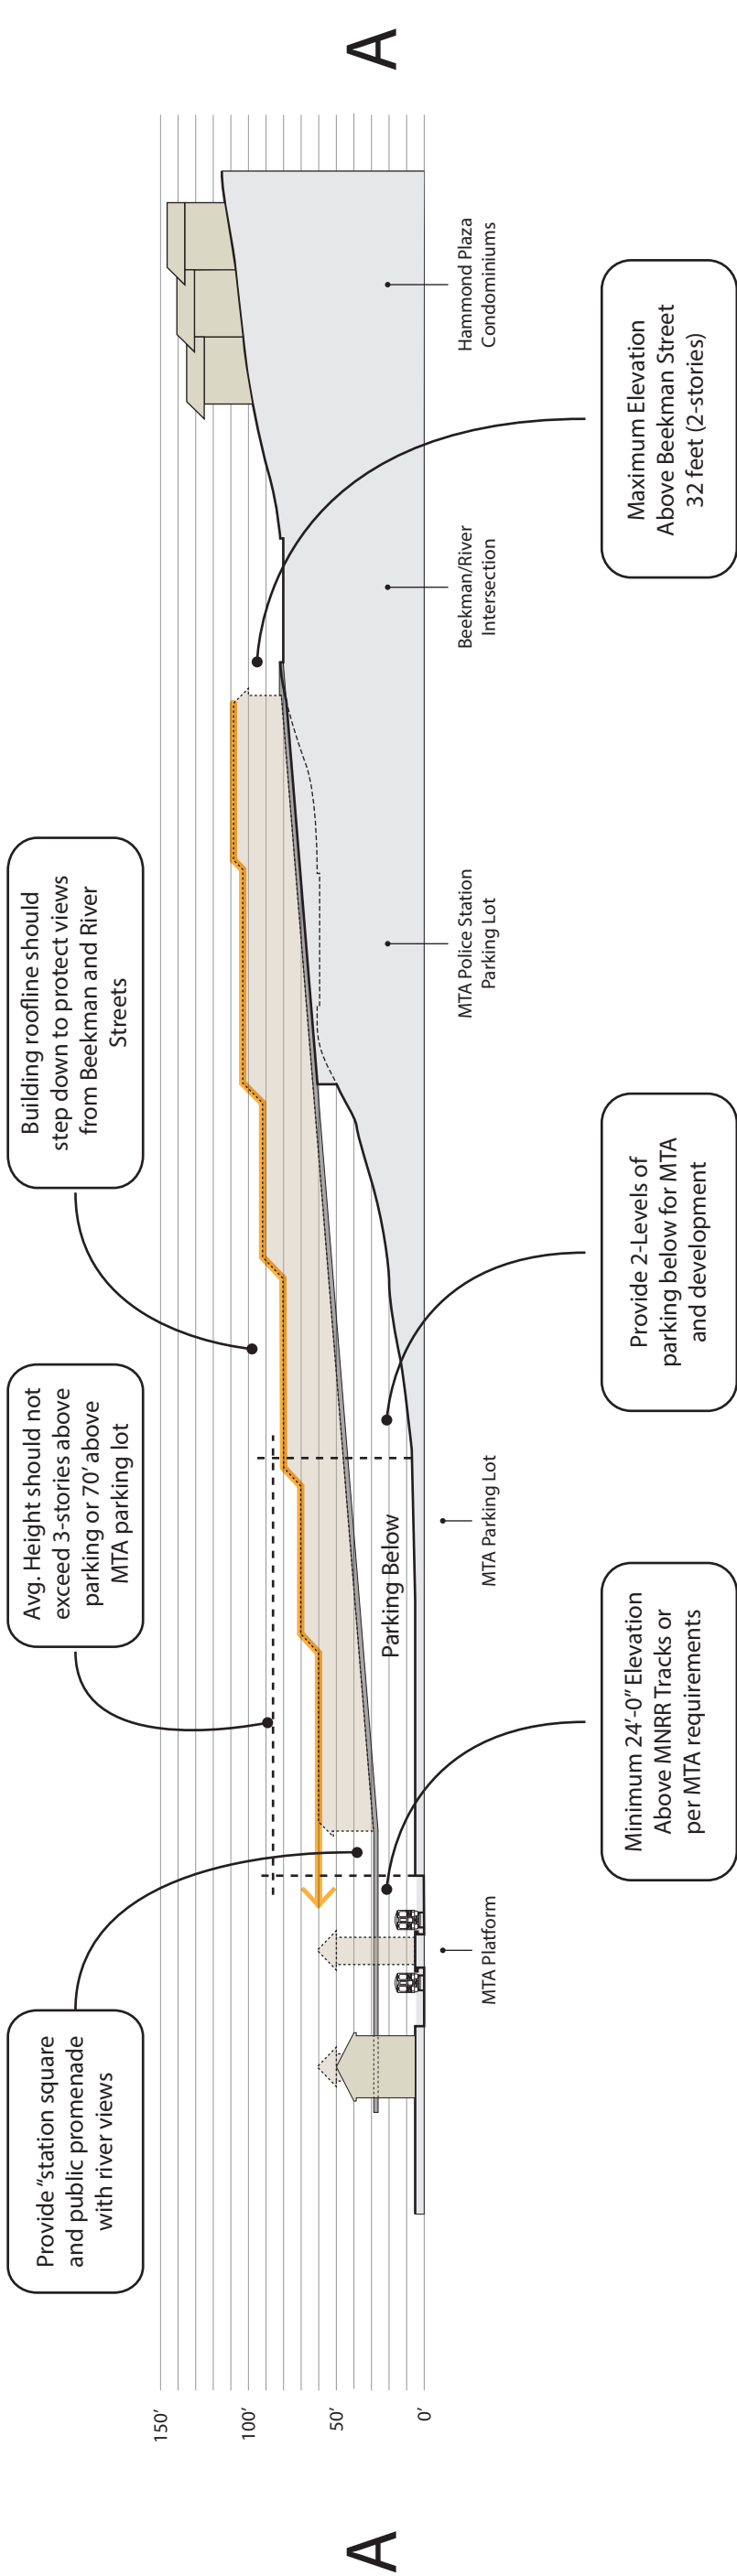 Provide “station square
and public promenade
with river views
Avg. Height should not
exceed 3-stories above
parking or 70’ above
MTA parking lot
Building roofline should
step down to protect views
from Beekman and River
Streets
150’
100’
50’
0’
A
A
Parking Below
MTA Platform
MTA Parking Lot
MTA Police Station
Parking Lot
Beekman/River
Intersection
Hammond Plaza
Condominiums
Minimum 24’-0” Elevation
Above MNRR Tracks or
per MTA requirements
Provide 2-Levels of
parking below for MTA
and development
Maximum Elevation
Above Beekman Street
32 feet (2-stories)